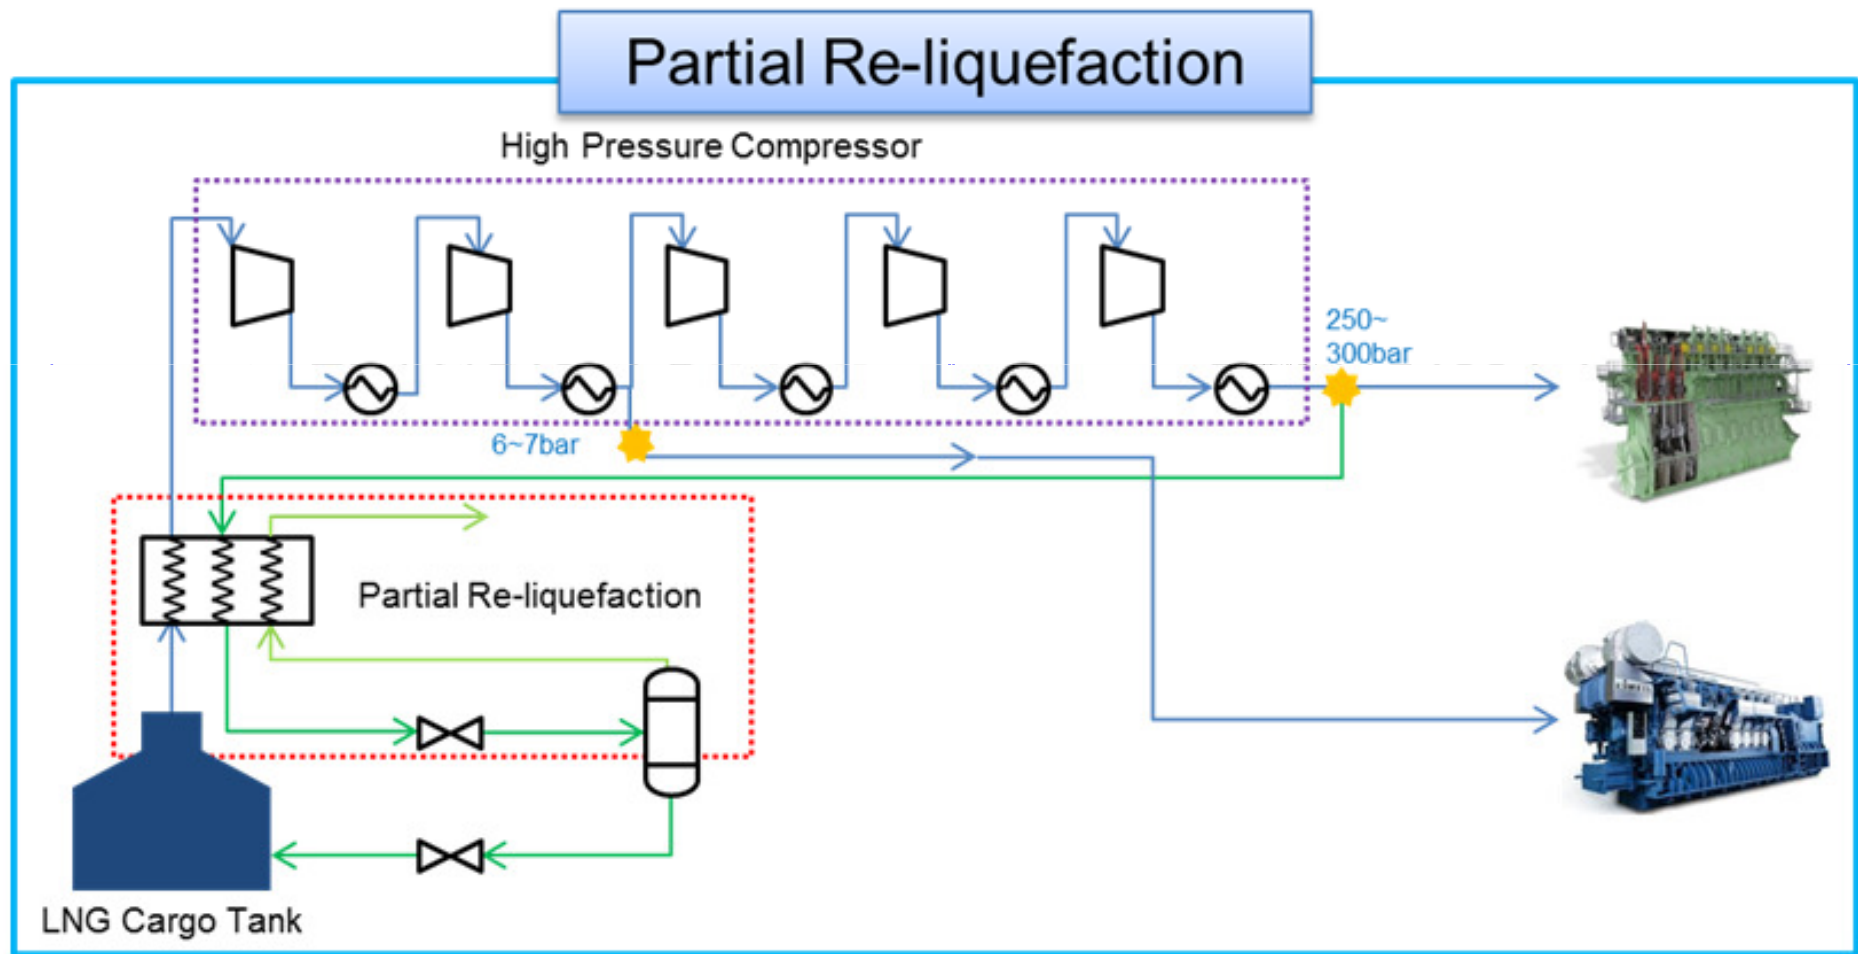 Partial Re-liquefaction
High Pressure Compressor
250~
300bar
6~7bar
Partial Re-liquefaction
LNG Cargo Tank